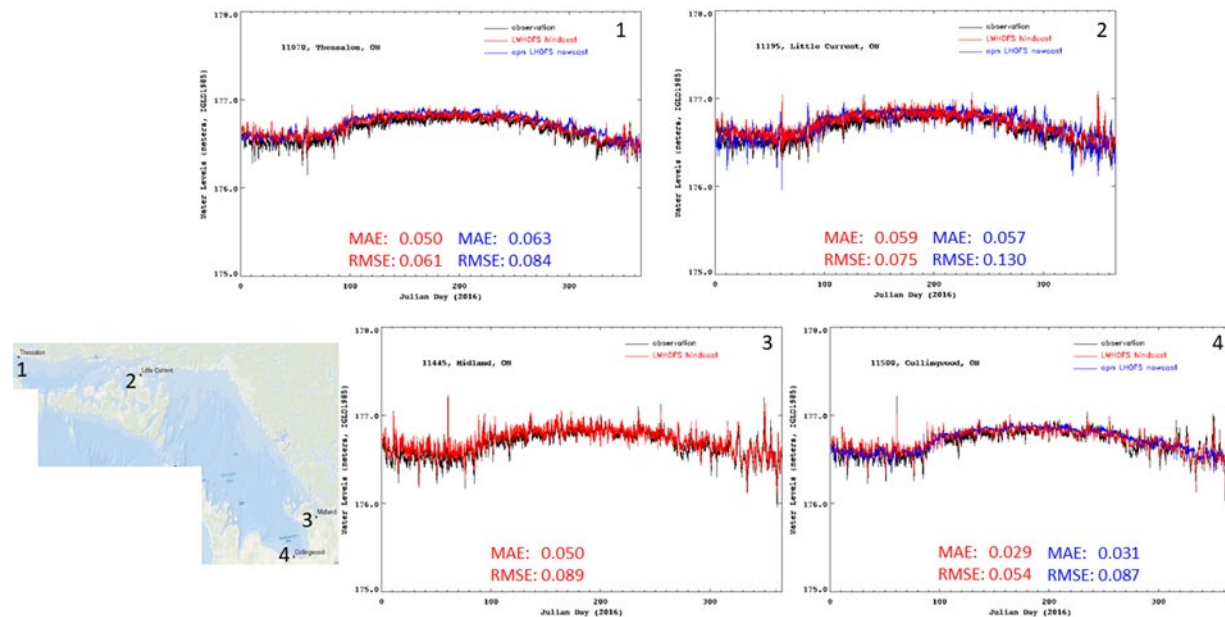 178.0
177.0
176.0
175.0
Water Levels (meters, IGLD1985)
11070, Thessalon, OH
observation
LMHOFS hindcast
opn LHOFS nowcast
1
MAE: 0.050 MAE: 0.063
RMSE: 0.061 RMSE: 0.084
0 100 200 300
Julian Day (2016)
178.0
177.0
176.0
175.0
Water Levels (meters, IGLD1985)
11195, Little Current, OH
observation
LMHOFS hindcast
opn LHOFS nowcast
2
MAE: 0.059 MAE: 0.057
RMSE: 0.075 RMSE: 0.130
0 100 200 300
Julian Day (2016)
Thessalon
1
2
Little Current
3
Midland
4
Collingwood
178.0
177.0
176.0
175.0
Water Levels (meters, IGLD1985)
11445, Midland, OH
observation
LMHOFS hindcast
3
MAE: 0.050
RMSE: 0.089
0 100 200 300
Julian Day (2016)
178.0
177.0
176.0
175.0
Water Levels (meters, IGLD1985)
11500, Collingwood, OH
observation
LMHOFS hindcast
opn LHOFS nowcast
4
MAE: 0.029 MAE: 0.031
RMSE: 0.054 RMSE: 0.087
0 100 200 300
Julian Day (2016)